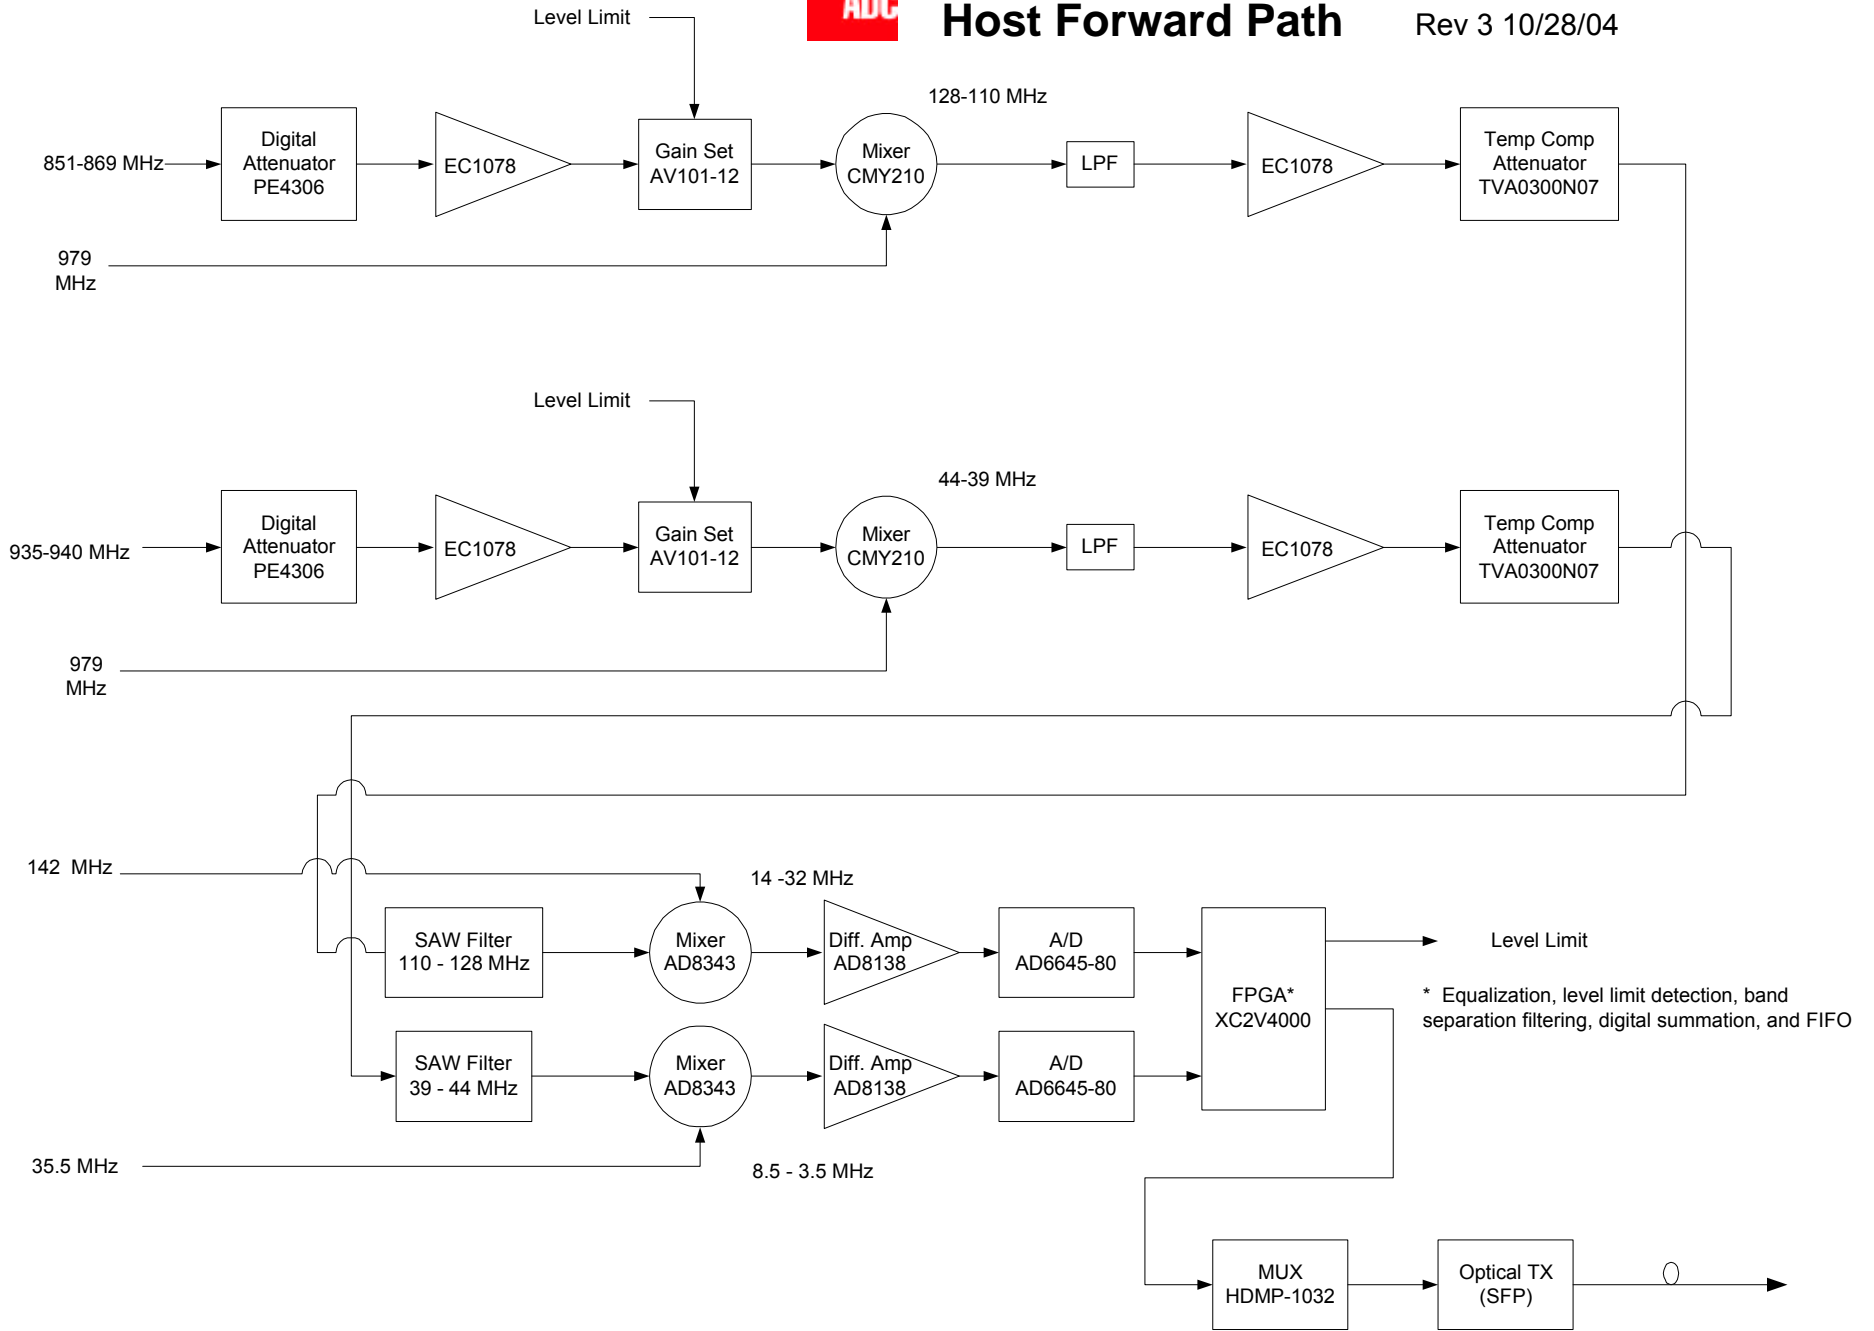 Level Limit
ADC
Host Forward Path
Rev 3 10/28/04
128-110 MHz
851-869 MHz
Digital
Attenuator
PE4306
EC1078
Gain Set
AV101-12
Mixer
CMY210
LPF
EC1078
Temp Comp
Attenuator
TVA0300N07
979
MHz
Level Limit
44-39 MHz
935-940 MHz
Digital
Attenuator
PE4306
EC1078
Gain Set
AV101-12
Mixer
CMY210
LPF
EC1078
Temp Comp
Attenuator
TVA0300N07
979
MHz
142 MHz
14 -32 MHz
SAW Filter
110 - 128 MHz
Mixer
AD8343
Diff. Amp
AD8138
A/D
AD6645-80
FPGA*
XC2V4000
Level Limit
* Equalization, level limit detection, band
separation filtering, digital summation, and FIFO
SAW Filter
39 - 44 MHz
Mixer
AD8343
Diff. Amp
AD8138
A/D
AD6645-80
35.5 MHz
8.5 - 3.5 MHz
MUX
HDMP-1032
Optical TX
(SFP)